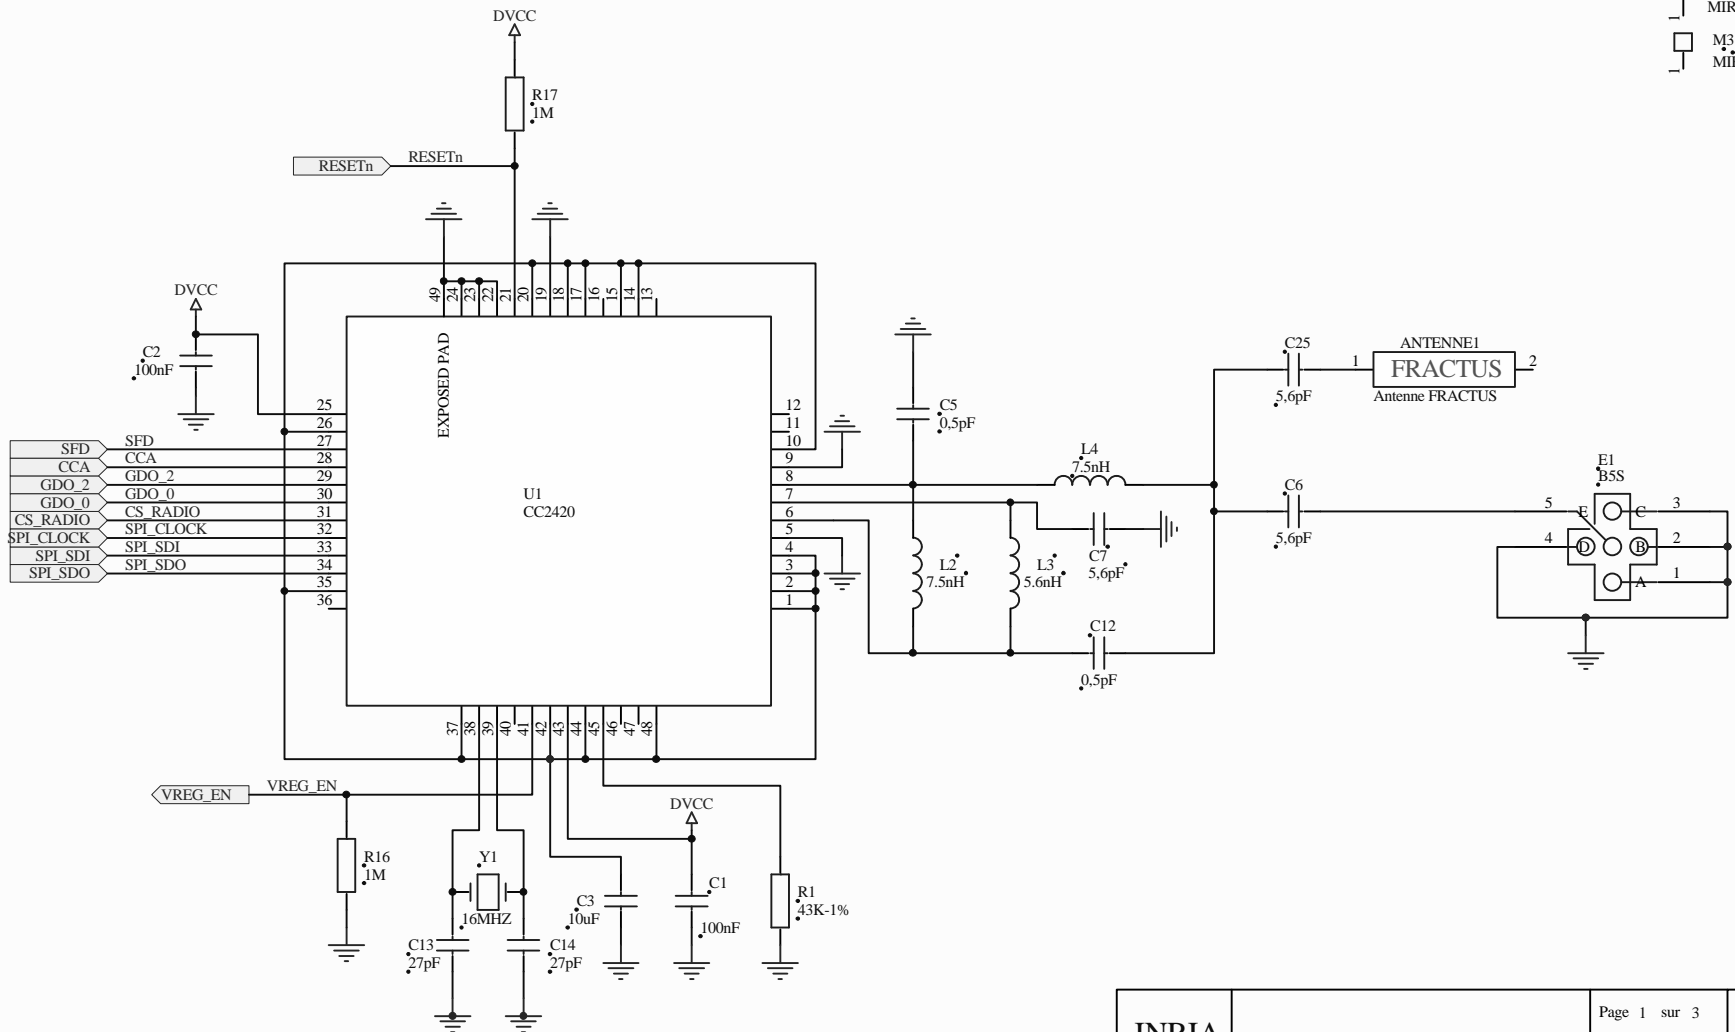 DVCC
MIR
M3
MIR
1
1
R17
1M
RESETn
RESETn
49
24
23
22
21
20
19
18
17
16
15
14
13
DVCC
C2
100nF
EXPOSED PAD
25
26
27
28
29
30
31
32
33
34
35
36
SFD
SFD
CCA
CCA
GDO_2
GDO_2
GDO_0
GDO_0
CS_RADIO
CS_RADIO
SPI_CLOCK
SPI_CLOCK
SPI_SDI
SPI_SDI
SPI_SDO
SPI_SDO
U1
CC2420
12
11
10
9
8
7
6
5
4
3
2
1
C5
0,5pF
L4
7.5nH
L2
7.5nH
L3
5.6nH
C7
5,6pF
C12
0,5pF
C25
5,6pF
ANTENNE1
1
FRACTUS
2
Antenne FRACTUS
C6
5,6pF
E1
B5S
5
E
C
3
4
D
B
2
A
1
37
38
39
40
41
42
43
44
45
46
47
48
VREG_EN
VREG_EN
R16
1M
Y1
16MHZ
C13
27pF
C14
27pF
C3
10uF
DVCC
C1
100nF
R1
43K-1%
INRIA
Page 1 sur 3